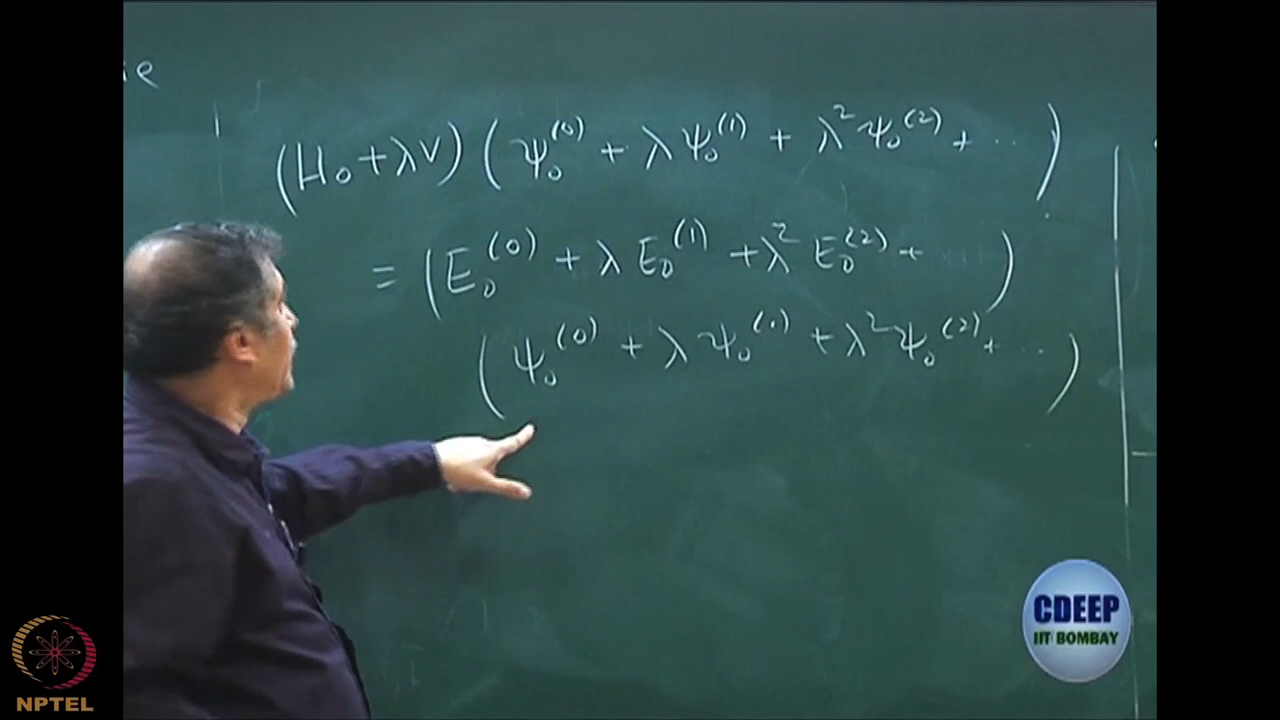 ie
(H₀ + λV) (ψ₀⁽⁰⁾ + λψ₀⁽¹⁾ + λ²ψ₀⁽²⁾ + ...)
= (E₀⁽⁰⁾ + λE₀⁽¹⁾ + λ²E₀⁽²⁾ + )
(ψ₀⁽⁰⁾ + λψ₀⁽¹⁾ + λ²ψ₀⁽²⁾ + ...)
CDEEP
IIT BOMBAY
NPTEL